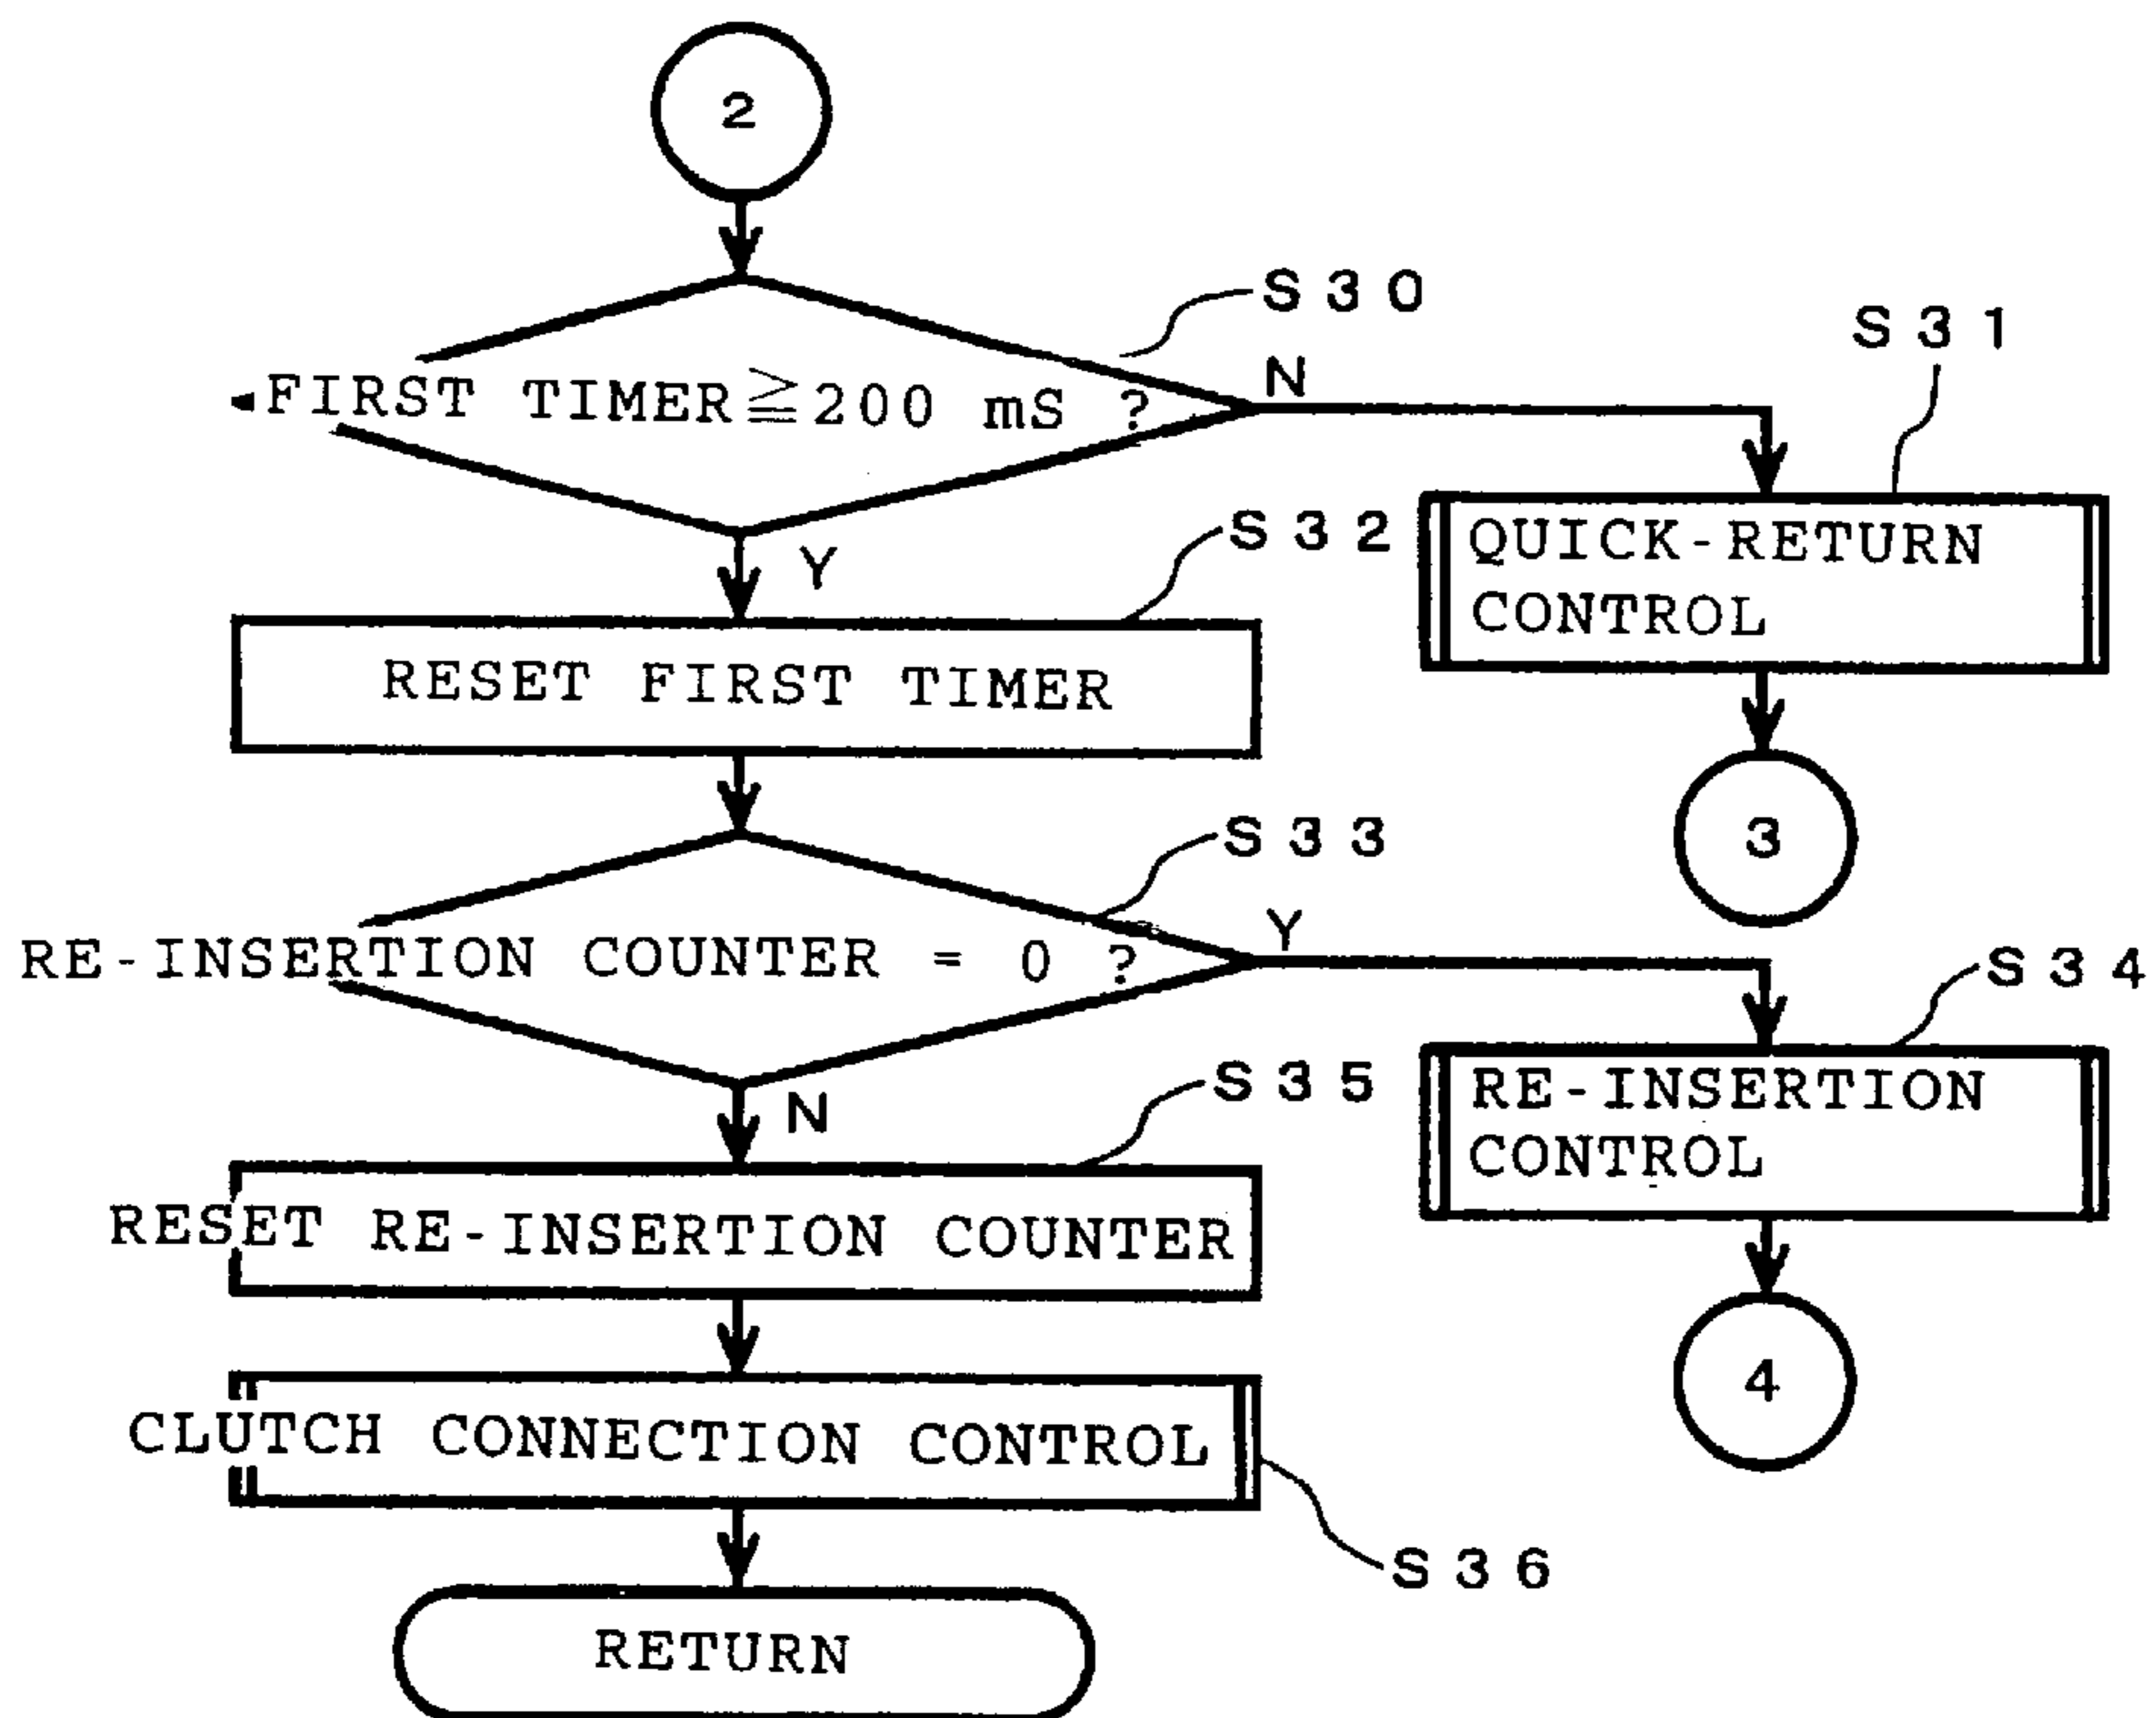 2
S30
FIRST TIMER≧200 mS ?
N
S31
QUICK-RETURN
CONTROL
3
Y
S32
RESET FIRST TIMER
S33
RE-INSERTION COUNTER = 0 ?
Y
S34
RE-INSERTION
CONTROL
4
N
S35
RESET RE-INSERTION COUNTER
CLUTCH CONNECTION CONTROL
S36
RETURN